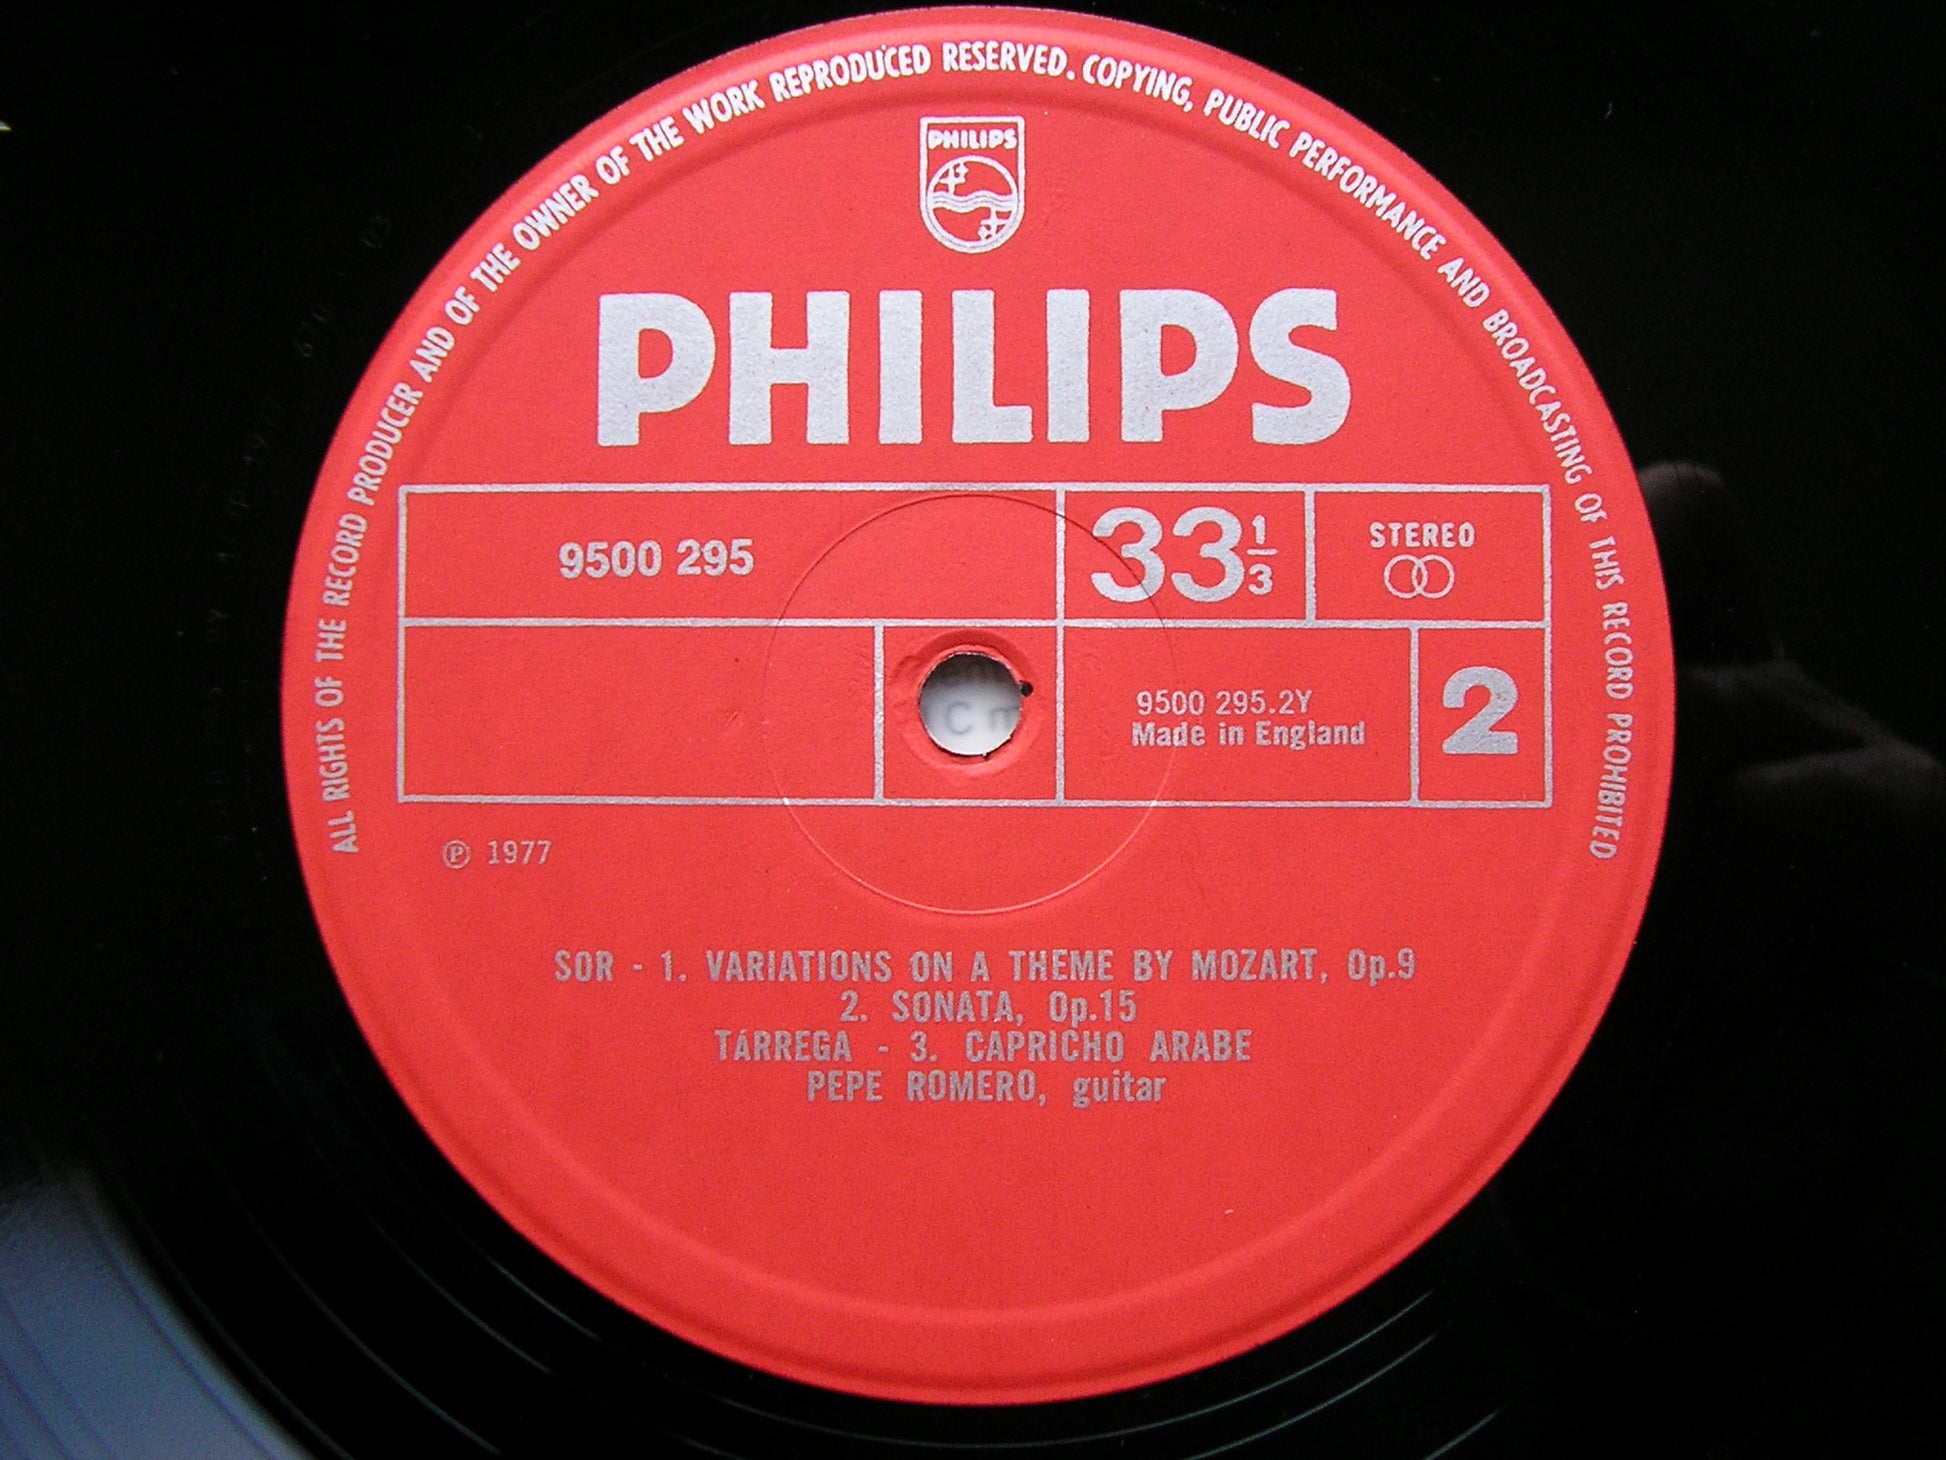 ALL RIGHTS OF THE RECORD PRODUCER AND OF THE OWNER OF THE WORK REPRODUCED RESERVED. COPYING, PUBLIC PERFORMANCE AND BROADCASTING OF THIS RECORD PROHIBITED
PHILIPS
PHILIPS
9500 295
33 1/3
STEREO
9500 295.2Y
Made in England
2
℗ 1977
SOR - 1. VARIATIONS ON A THEME BY MOZART, Op.9
2. SONATA, Op.15
TÁRREGA - 3. CAPRICHO ARABE
PEPE ROMERO, guitar